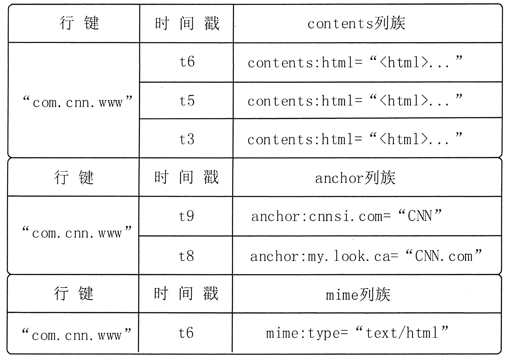 行 键 时 间 戳 contents列族
t6 contents:html=“<html>...”
“com.cnn.www” t5 contents:html=“<html>...”
t3 contents:html=“<html>...”
行 键 时 间 戳 anchor列族
“com.cnn.www” t9 anchor:cnnsi.com=“CNN”
t8 anchor:my.look.ca=“CNN.com”
行 键 时 间 戳 mime列族
“com.cnn.www” t6 mime:type=“text/html”